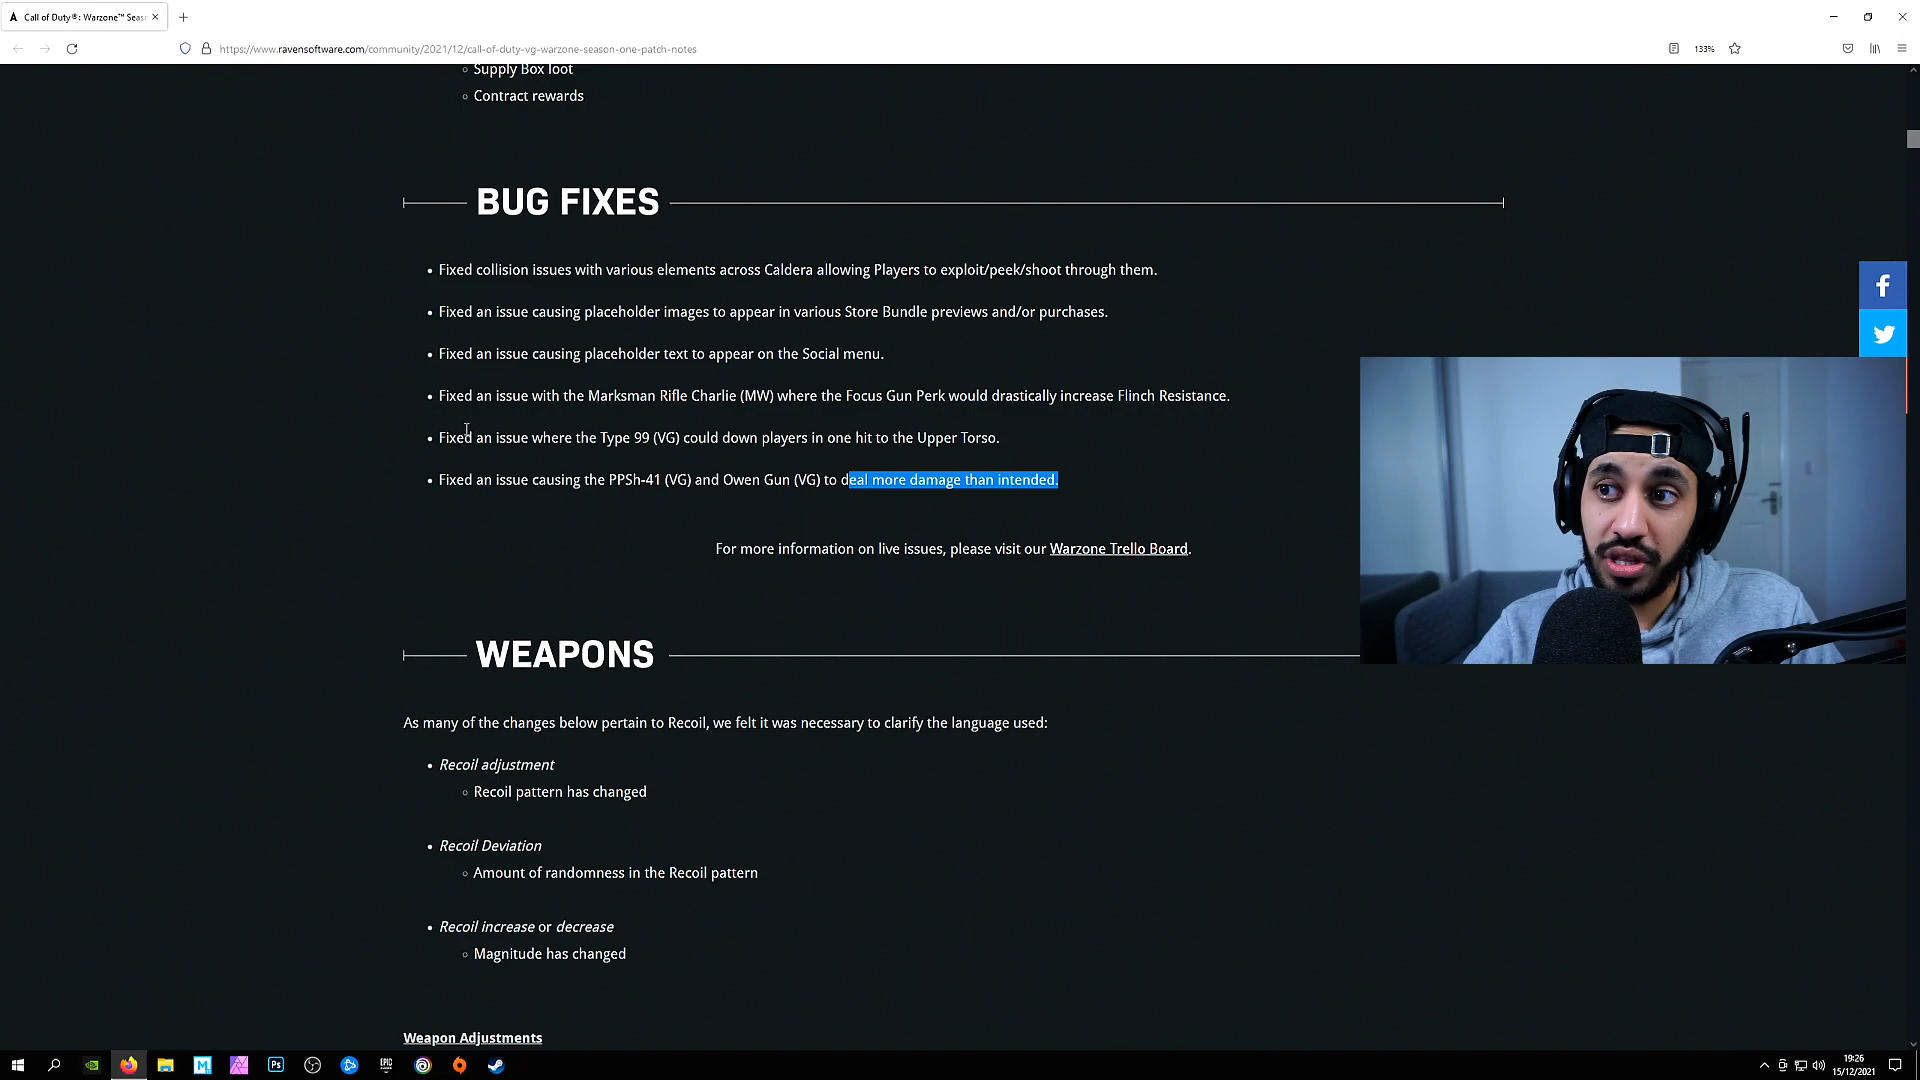 Call of Duty®: Warzone™ Seas
https://www.ravensoftware.com/community/2021/12/call-of-duty-vg-warzone-season-one-patch-notes
133%
Supply Box loot
Contract rewards
BUG FIXES
Fixed collision issues with various elements across Caldera allowing Players to exploit/peek/shoot through them.
Fixed an issue causing placeholder images to appear in various Store Bundle previews and/or purchases.
Fixed an issue causing placeholder text to appear on the Social menu.
Fixed an issue with the Marksman Rifle Charlie (MW) where the Focus Gun Perk would drastically increase Flinch Resistance.
Fixed an issue where the Type 99 (VG) could down players in one hit to the Upper Torso.
Fixed an issue causing the PPSh-41 (VG) and Owen Gun (VG) to deal more damage than intended.
For more information on live issues, please visit our Warzone Trello Board.
WEAPONS
As many of the changes below pertain to Recoil, we felt it was necessary to clarify the language used:
Recoil adjustment
Recoil pattern has changed
Recoil Deviation
Amount of randomness in the Recoil pattern
Recoil increase or decrease
Magnitude has changed
Weapon Adjustments
M
Ps
EPIC
19:26
15/12/2021